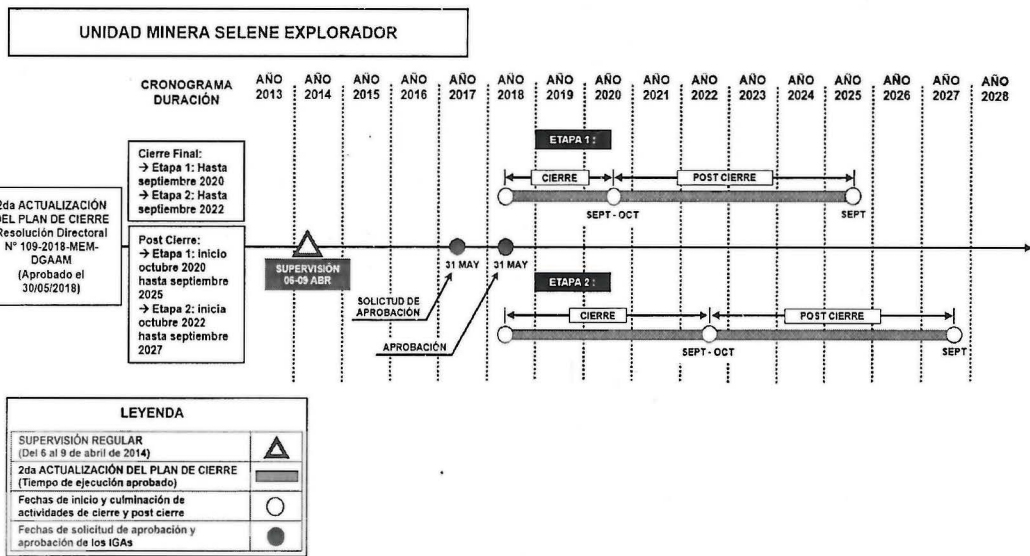 UNIDAD MINERA SELENE EXPLORADOR
CRONOGRAMA
DURACIÓN
AÑO 2013
AÑO 2014
AÑO 2015
AÑO 2016
AÑO 2017
AÑO 2018
AÑO 2019
AÑO 2020
AÑO 2021
AÑO 2022
AÑO 2023
AÑO 2024
AÑO 2025
AÑO 2026
AÑO 2027
AÑO 2028
2da ACTUALIZACIÓN
DEL PLAN DE CIERRE
Resolución Directoral
N° 109-2018-MEM-
DGAAM
(Aprobado el
30/05/2018)
Cierre Final:
→ Etapa 1: Hasta
septiembre 2020
→ Etapa 2: Hasta
septiembre 2022
Post Cierre:
→ Etapa 1: inicio
octubre 2020
hasta septiembre
2025
→ Etapa 2: inicia
octubre 2022
hasta septiembre
2027
ETAPA 1 :
CIERRE
POST CIERRE
SEPT - OCT
SEPT
SUPERVISIÓN
06-09 ABR
31 MAY
31 MAY
SOLICITUD DE
APROBACIÓN
APROBACIÓN
ETAPA 2 :
CIERRE
POST CIERRE
SEPT - OCT
SEPT
LEYENDA
SUPERVISIÓN REGULAR
(Del 6 al 9 de abril de 2014)
2da ACTUALIZACIÓN DEL PLAN DE CIERRE
(Tiempo de ejecución aprobado)
Fechas de inicio y culminación de
actividades de cierre y post cierre
Fechas de solicitud de aprobación y
aprobación de los IGAs